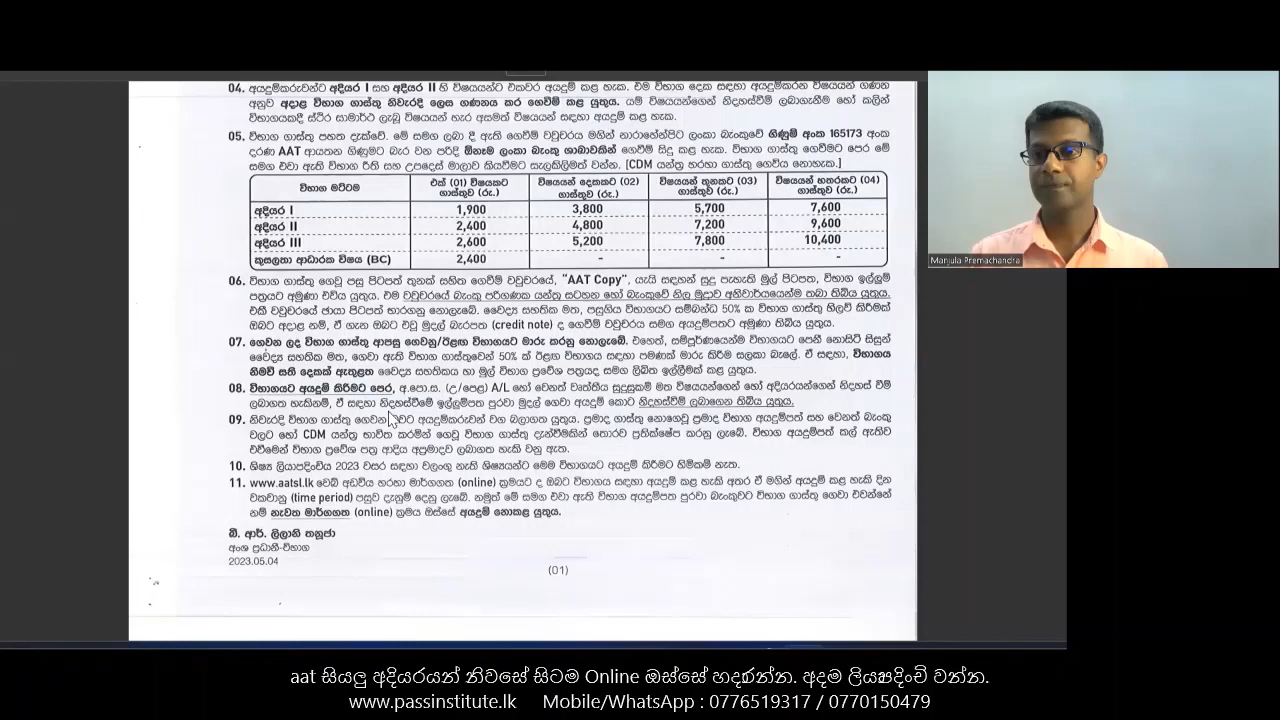 04. අයදුම්කරුවන්ට අදියර I සහ අදියර II හි විෂයයන්ට එකවර අයදුම් කළ හැක. එම විභාග දෙක සඳහා අයදුම්කරන විෂයයන් ගණන
අනුව අදාළ විභාග ගාස්තු නිවැරදි ලෙස ගණනය කර ගෙවීම් කළ යුතුය. යම් විෂයයන්ගෙන් නිදහස්වීම් ලබාගැනීම හෝ කලින්
විභාගයකදී ස්ථිර සාමාර්ථ ලැබූ විෂයයන් හැර අසමත් විෂයයන් සඳහා අයදුම් කළ හැක.
05. විභාග ගාස්තු පහත දැක්වේ. මේ සමග ලබා දී ඇති ගෙවීම් වවුචරය මගින් නාරාහේන්පිට ලංකා බැංකුවේ ගිණුම් අංක 165173 අංක
දරණ AAT ආයතන ගිණුමට බැර වන පරිදි ඕනෑම ලංකා බැංකු ශාඛාවකින් ගෙවීම් සිදු කළ හැක. විභාග ගාස්තු ගෙවීමට පෙර මේ
සමග එවා ඇති විභාග රීති සහ උපදෙස් මාලාව කියවීමට සැලකිලිමත් වන්න. [CDM යන්ත්‍ර හරහා ගාස්තු ගෙවිය නොහැක.]
විභාග මට්ටම එක් (01) විෂයකට ගාස්තුව (රු.) විෂයයන් දෙකකට (02) ගාස්තුව (රු.) විෂයයන් තුනකට (03) ගාස්තුව (රු.) විෂයයන් හතරකට (04) ගාස්තුව (රු.)
අදියර I 1,900 3,800 5,700 7,600
අදියර II 2,400 4,800 7,200 9,600
අදියර III 2,600 5,200 7,800 10,400
කුසලතා ආධාරක විෂය (BC) 2,400 - - -
06. විභාග ගාස්තු ගෙවූ පසු පිටපත් තුනක් සහිත ගෙවීම් වවුචරයේ, "AAT Copy", යැයි සඳහන් සුදු පැහැති මුල් පිටපත, විභාග ඉල්ලුම්
පත්‍රයට අමුණා එවිය යුතුය. එම වවුචරයේ බැංකු පරිගණක යන්ත්‍ර සටහන හෝ බැංකුවේ නිල මුද්‍රාව අනිවාර්යයෙන්ම තබා තිබිය යුතුය.
එකී වවුචරයේ ඡායා පිටපත් භාරගනු නොලැබේ. වෛද්‍ය සහතික මත, පසුගිය විභාගයට සම්බන්ධ 50% ක විභාග ගාස්තු හිලව් කිරීමක්
ඔබට අදාළ නම්, ඒ ගැන ඔබට එවූ මුදල් බැරපත (credit note) ද ගෙවීම් වවුචරය සමග අයදුම්පතට අමුණා තිබිය යුතුය.
07. ගෙවන ලද විභාග ගාස්තු ආපසු ගෙවනු/ඊළඟ විභාගයට මාරු කරනු නොලැබේ. එහෙත්, සම්පූර්ණයෙන්ම විභාගයට පෙනී නොසිටි සිසුන්
වෛද්‍ය සහතික මත, ගෙවා ඇති විභාග ගාස්තුවෙන් 50% ක් ඊළඟ විභාගය සඳහා පමණක් මාරු කිරීම සලකා බැලේ. ඒ සඳහා, විභාගය
නිමවී සති දෙකක් ඇතුළත වෛද්‍ය සහතිකය හා මුල් විභාග ප්‍රවේශ පත්‍රයද සමග ලිඛිත ඉල්ලීමක් කළ යුතුය.
08. විභාගයට අයදුම් කිරීමට පෙර, අ.පො.ස. (උ/පෙළ) A/L හෝ වෙනත් වෘත්තීය සුදුසුකම් මත විෂයයන්ගෙන් හෝ අදියරයන්ගෙන් නිදහස් වීම්
ලබාගත හැකිනම්, ඒ සඳහා නිදහස්වීමේ ඉල්ලුම්පත පුරවා මුදල් ගෙවා අයදුම් කොට නිදහස්වීම් ලබාගෙන තිබිය යුතුය.
09. නිවැරදි විභාග ගාස්තු ගෙවන බවට අයදුම්කරුවන් වග බලාගත යුතුය. ප්‍රමාද ගාස්තු නොගෙවූ ප්‍රමාද විභාග අයදුම්පත් සහ වෙනත් බැංකු
වලට හෝ CDM යන්ත්‍ර භාවිත කරමින් ගෙවූ විභාග ගාස්තු දැන්වීමකින් තොරව ප්‍රතික්ෂේප කරනු ලැබේ. විභාග අයදුම්පත් කල් ඇතිව
එවීමෙන් විභාග ප්‍රවේශ පත්‍ර ආදිය අප්‍රමාදව ලබාගත හැකි වනු ඇත.
10. ශිෂ්‍ය ලියාපදිංචිය 2023 වසර සඳහා වලංගු නැති ශිෂ්‍යයන්ට මෙම විභාගයට අයදුම් කිරීමට හිමිකම් නැත.
11. www.aatsl.lk වෙබ් අඩවිය හරහා මාර්ගගත (online) ක්‍රමයට ද ඔබට විභාගය සඳහා අයදුම් කළ හැකි අතර ඒ මගින් අයදුම් කළ හැකි දින
වකවානු (time period) පසුව දැනුම් දෙනු ලැබේ. නමුත් මේ සමග එවා ඇති විභාග අයදුම්පත පුරවා බැංකුවට විභාග ගාස්තු ගෙවා එවන්නේ
නම් නැවත මාර්ගගත (online) ක්‍රමය ඔස්සේ අයදුම් නොකළ යුතුය.
බී. ආර්. ලිලානි තනූජා
අංශ ප්‍රධානී-විභාග
2023.05.04
(01)
Manjula Premachandra
aat සියලු අදියරයන් නිවසේ සිටම Online ඔස්සේ හදාරන්න. අදම ලියාපදිංචි වන්න.
www.passinstitute.lk Mobile/WhatsApp : 0776519317 / 0770150479